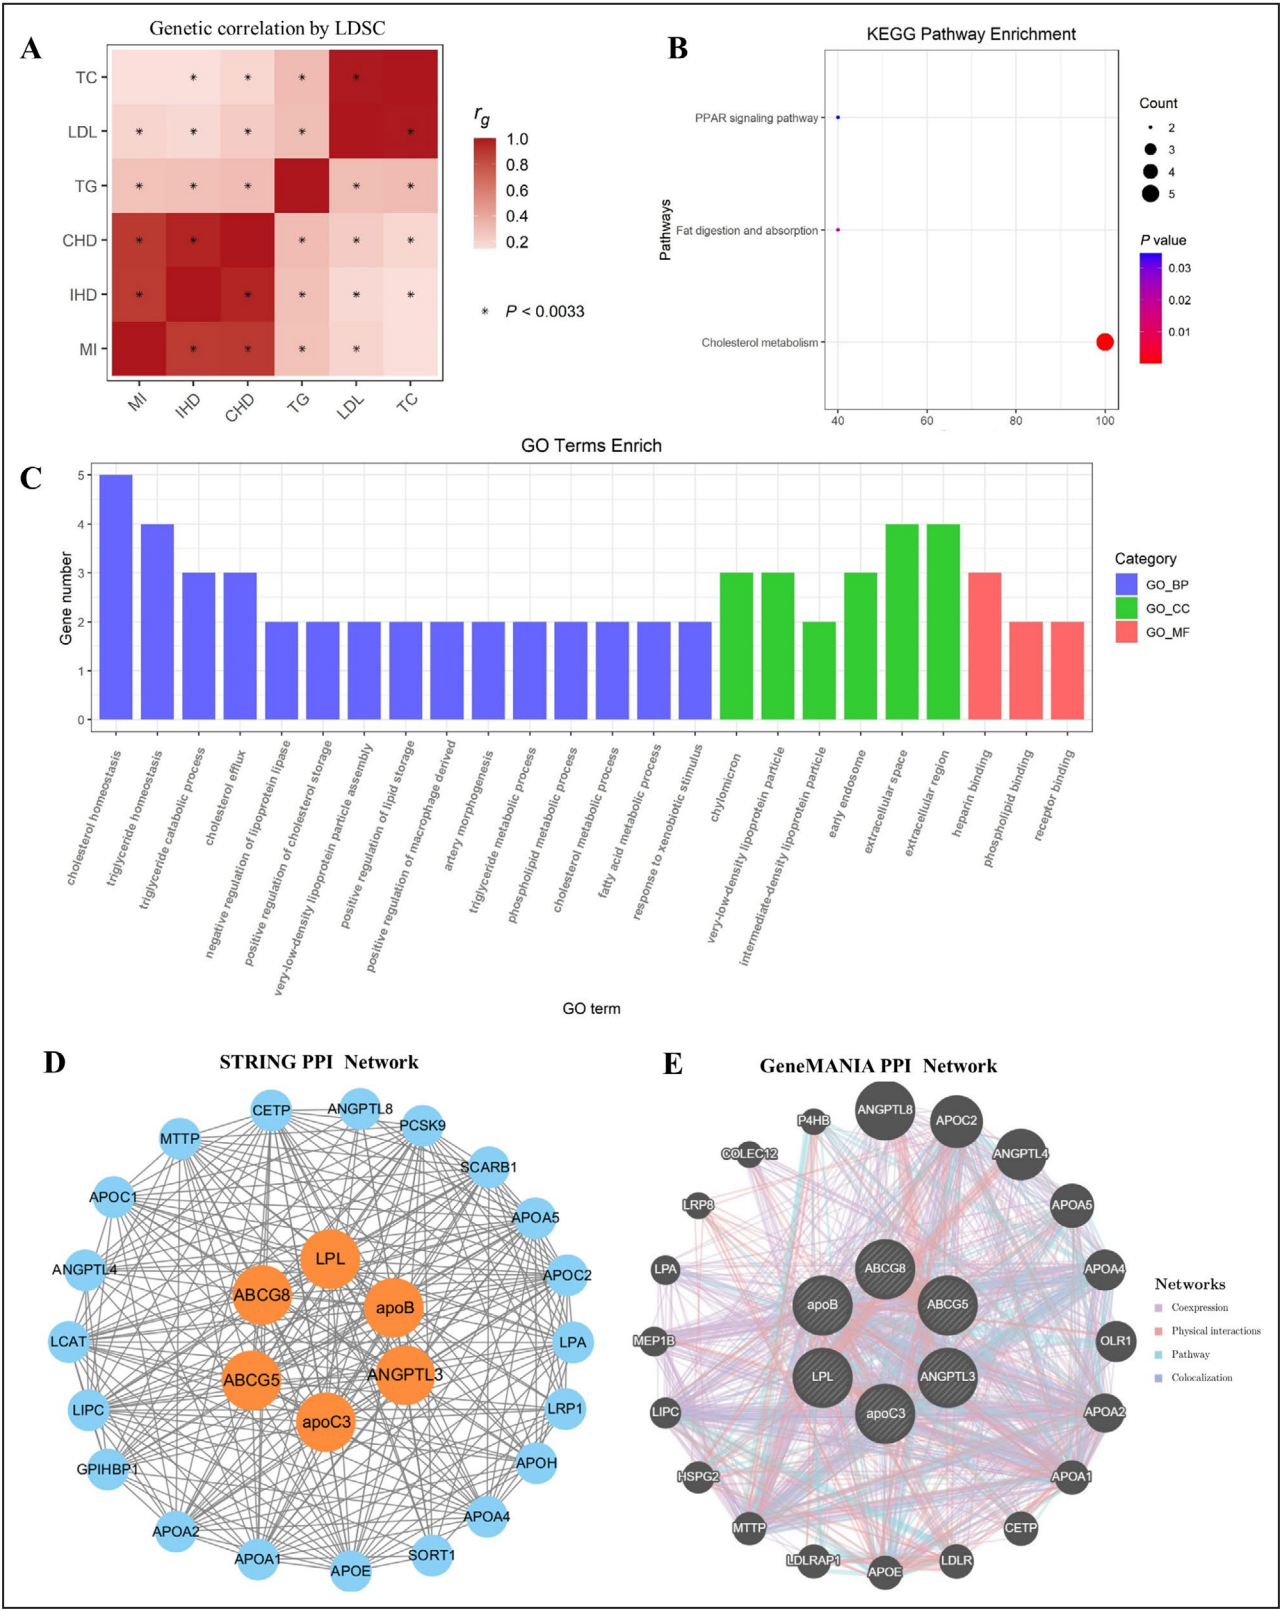 Genetic correlation by LDSC
A
TC
LDL
TG
CHD
IHD
MI
MI
IHD
CHD
TG
LDL
TC
* * * * *
* * * * *
* * * * *
* * * * *
* * * * *
* * * *
rg
1.0
0.8
0.6
0.4
0.2
* P < 0.0033
B
KEGG Pathway Enrichment
Pathways
PPAR signaling pathway
Fat digestion and absorption
Cholesterol metabolism
40
60
80
100
Count
2
3
4
5
P value
0.03
0.02
0.01
GO Terms Enrich
C
Gene number
5
4
3
2
1
0
cholesterol homeostasis
triglyceride homeostasis
triglyceride catabolic process
cholesterol efflux
negative regulation of lipoprotein lipase
positive regulation of cholesterol storage
very-low-density lipoprotein particle assembly
positive regulation of lipid storage
positive regulation of macrophage derived
artery morphogenesis
triglyceride metabolic process
phospholipid metabolic process
cholesterol metabolic process
fatty acid metabolic process
response to xenobiotic stimulus
chylomicron
very-low-density lipoprotein particle
intermediate-density lipoprotein particle
early endosome
extracellular space
extracellular region
heparin binding
phospholipid binding
receptor binding
GO term
Category
GO_BP
GO_CC
GO_MF
D
STRING PPI Network
CETP
ANGPTL8
PCSK9
MTTP
SCARB1
APOC1
APOA5
LPL
ANGPTL4
APOC2
ABCG8
apoB
LCAT
LPA
ABCG5
ANGPTL3
LIPC
LRP1
apoC3
GPIHBP1
APOH
APOA2
APOA4
APOA1
SORT1
APOE
E
GeneMANIA PPI Network
ANGPTL8
P4HB
APOC2
COLEC12
ANGPTL4
LRP8
APOA5
LPA
ABCG8
APOA4
apoB
ABCG5
MEP1B
OLR1
LPL
ANGPTL3
LIPC
apoC3
APOA2
HSPG2
APOA1
MTTP
CETP
LDLRAP1
LDLR
APOE
Networks
Coexpression
Physical interactions
Pathway
Colocalization